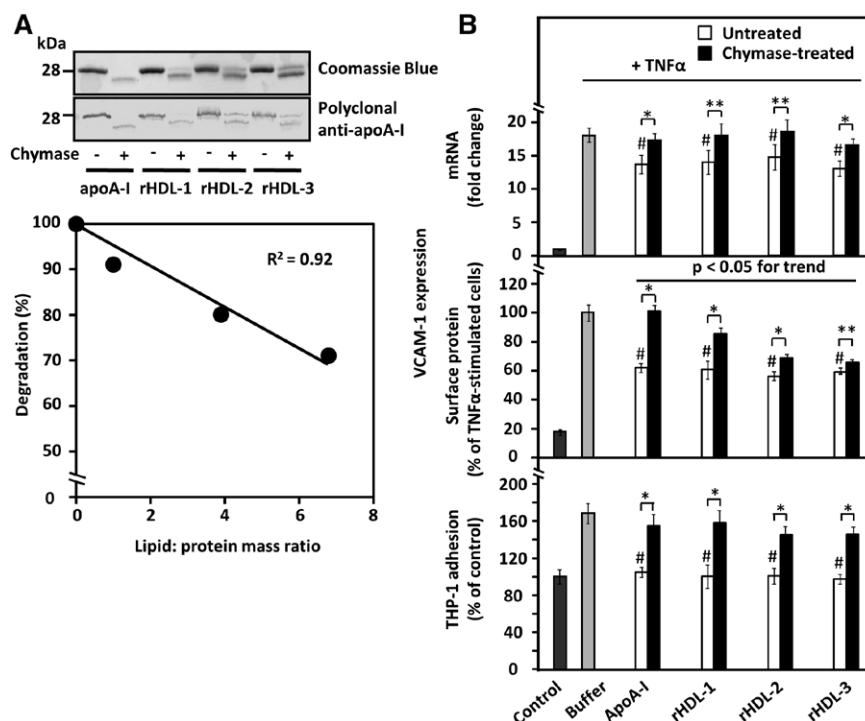 A
kDa
28
Coomassie Blue
28
Polyclonal
anti-apoA-I
Chymase - + - + - + - +
apoA-I rHDL-1 rHDL-2 rHDL-3
100
90
80
70
60
50
0
Degradation (%)
R² = 0.92
0 2 4 6 8
Lipid: protein mass ratio
B
Untreated
Chymase-treated
+ TNFα
VCAM-1 expression
mRNA
(fold change)
25
20
15
10
5
0
# * # ** # ** # *
p < 0.05 for trend
Surface protein
(% of TNFα-stimulated cells)
120
100
80
60
40
20
0
# * # * # * # **
THP-1 adhesion
(% of control)
200
160
120
80
40
0
# * # * # * # *
Control Buffer ApoA-I rHDL-1 rHDL-2 rHDL-3